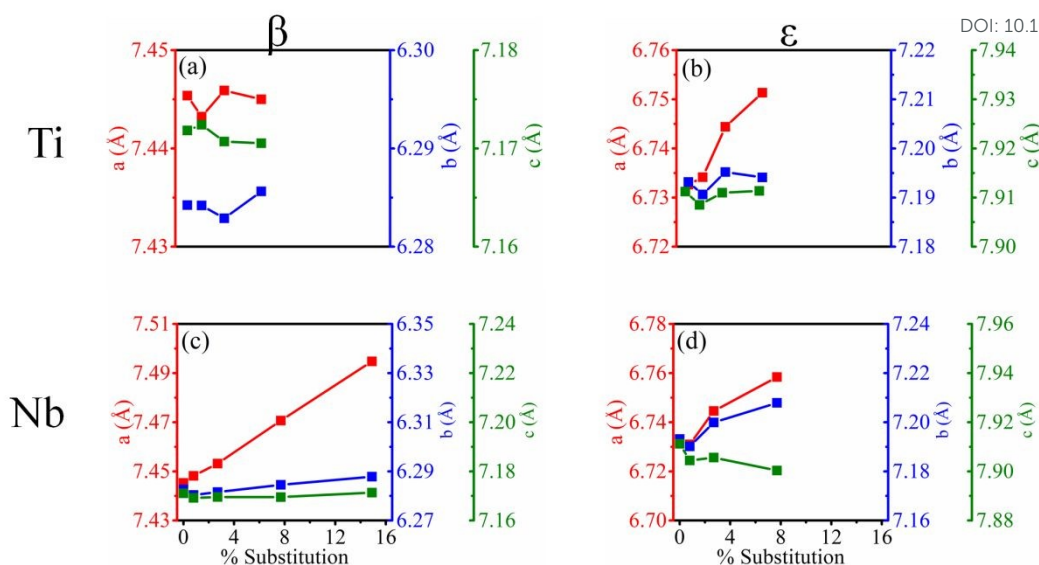 DOI: 10.1
β
ε
Ti
Nb
(a)
7.45
7.44
7.43
a (Å)
6.30
6.29
6.28
b (Å)
7.18
7.17
7.16
c (Å)
(b)
6.76
6.75
6.74
6.73
6.72
a (Å)
7.22
7.21
7.20
7.19
7.18
b (Å)
7.94
7.93
7.92
7.91
7.90
c (Å)
(c)
7.51
7.49
7.47
7.45
7.43
a (Å)
6.35
6.33
6.31
6.29
6.27
b (Å)
7.24
7.22
7.20
7.18
7.16
c (Å)
0 4 8 12 16
% Substitution
(d)
6.78
6.76
6.74
6.72
6.70
a (Å)
7.24
7.22
7.20
7.18
7.16
b (Å)
7.96
7.94
7.92
7.90
7.88
c (Å)
0 4 8 12 16
% Substitution